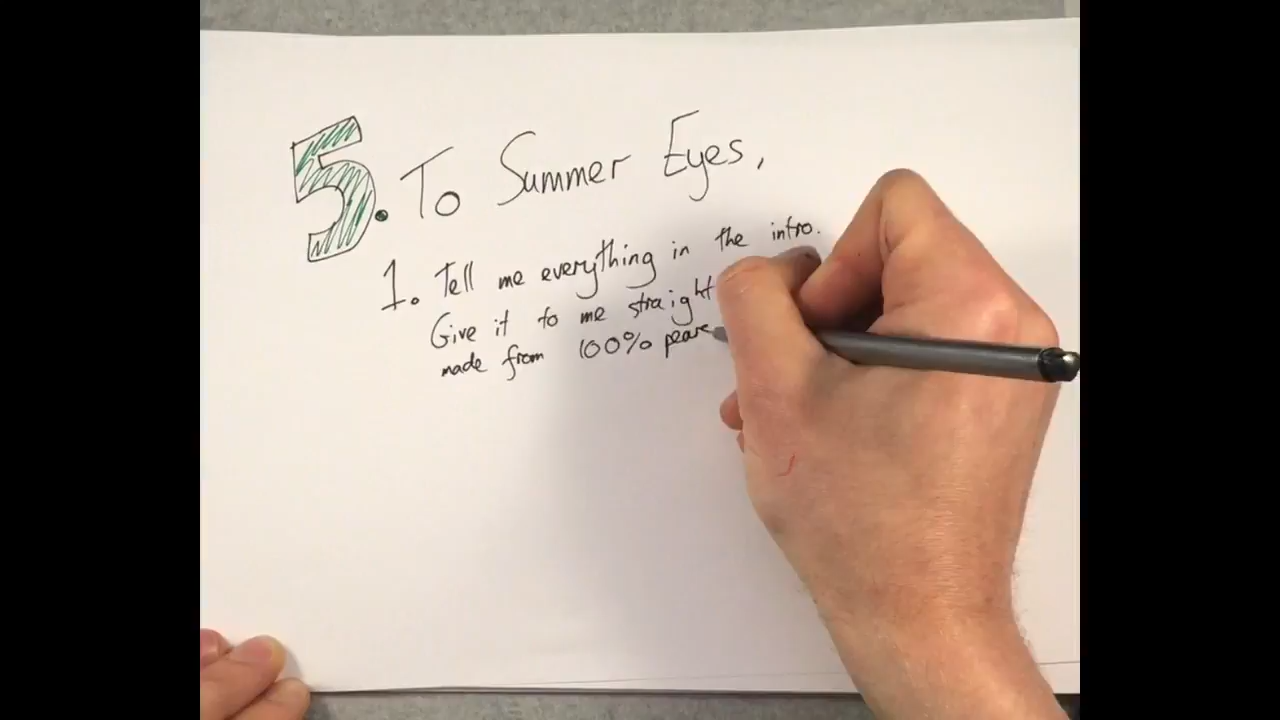 5. To Summer Eyes,
1. Tell me everything in the intro.
Give it to me straight
made from 100% peare